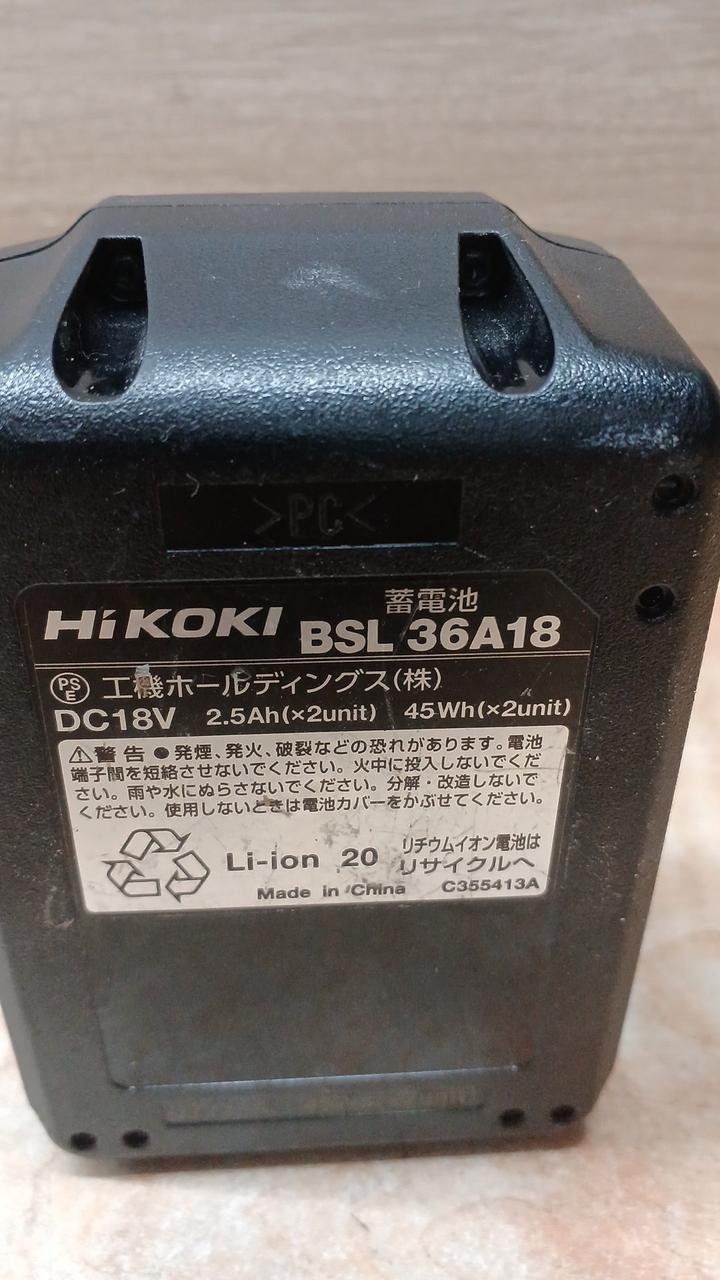 >PC<
蓄電池
HiKOKI BSL 36A18
PS
E
工機ホールディングス(株)
DC18V 2.5Ah(×2unit) 45Wh(×2unit)
⚠警告 ●発煙、発火、破裂などの恐れがあります。電池
端子間を短絡させないでください。火中に投入しないでくだ
さい。雨や水にぬらさないでください。分解・改造しないで
ください。使用しないときは電池カバーをかぶせてください。
Li-ion 20
リチウムイオン電池は
リサイクルへ
Made in China C355413A